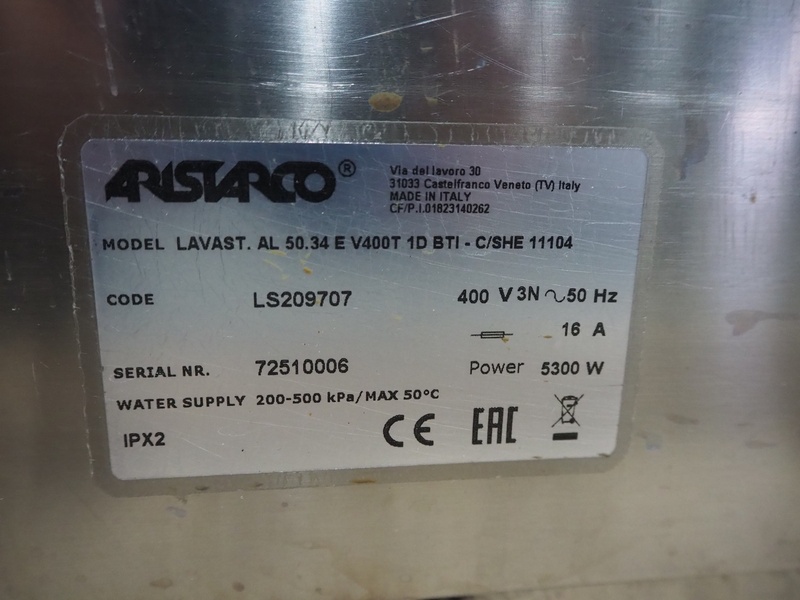 ARISTARCO®
Via del lavoro 30
31033 Castelfranco Veneto (TV) Italy
MADE IN ITALY
CF/P.I.01823140262
MODEL LAVAST. AL 50.34 E V400T 1D BTI - C/SHE 11104
CODE LS209707 400 V 3N ~ 50 Hz
16 A
SERIAL NR. 72510006 Power 5300 W
WATER SUPPLY 200-500 kPa/MAX 50°C
IPX2 CE EAC